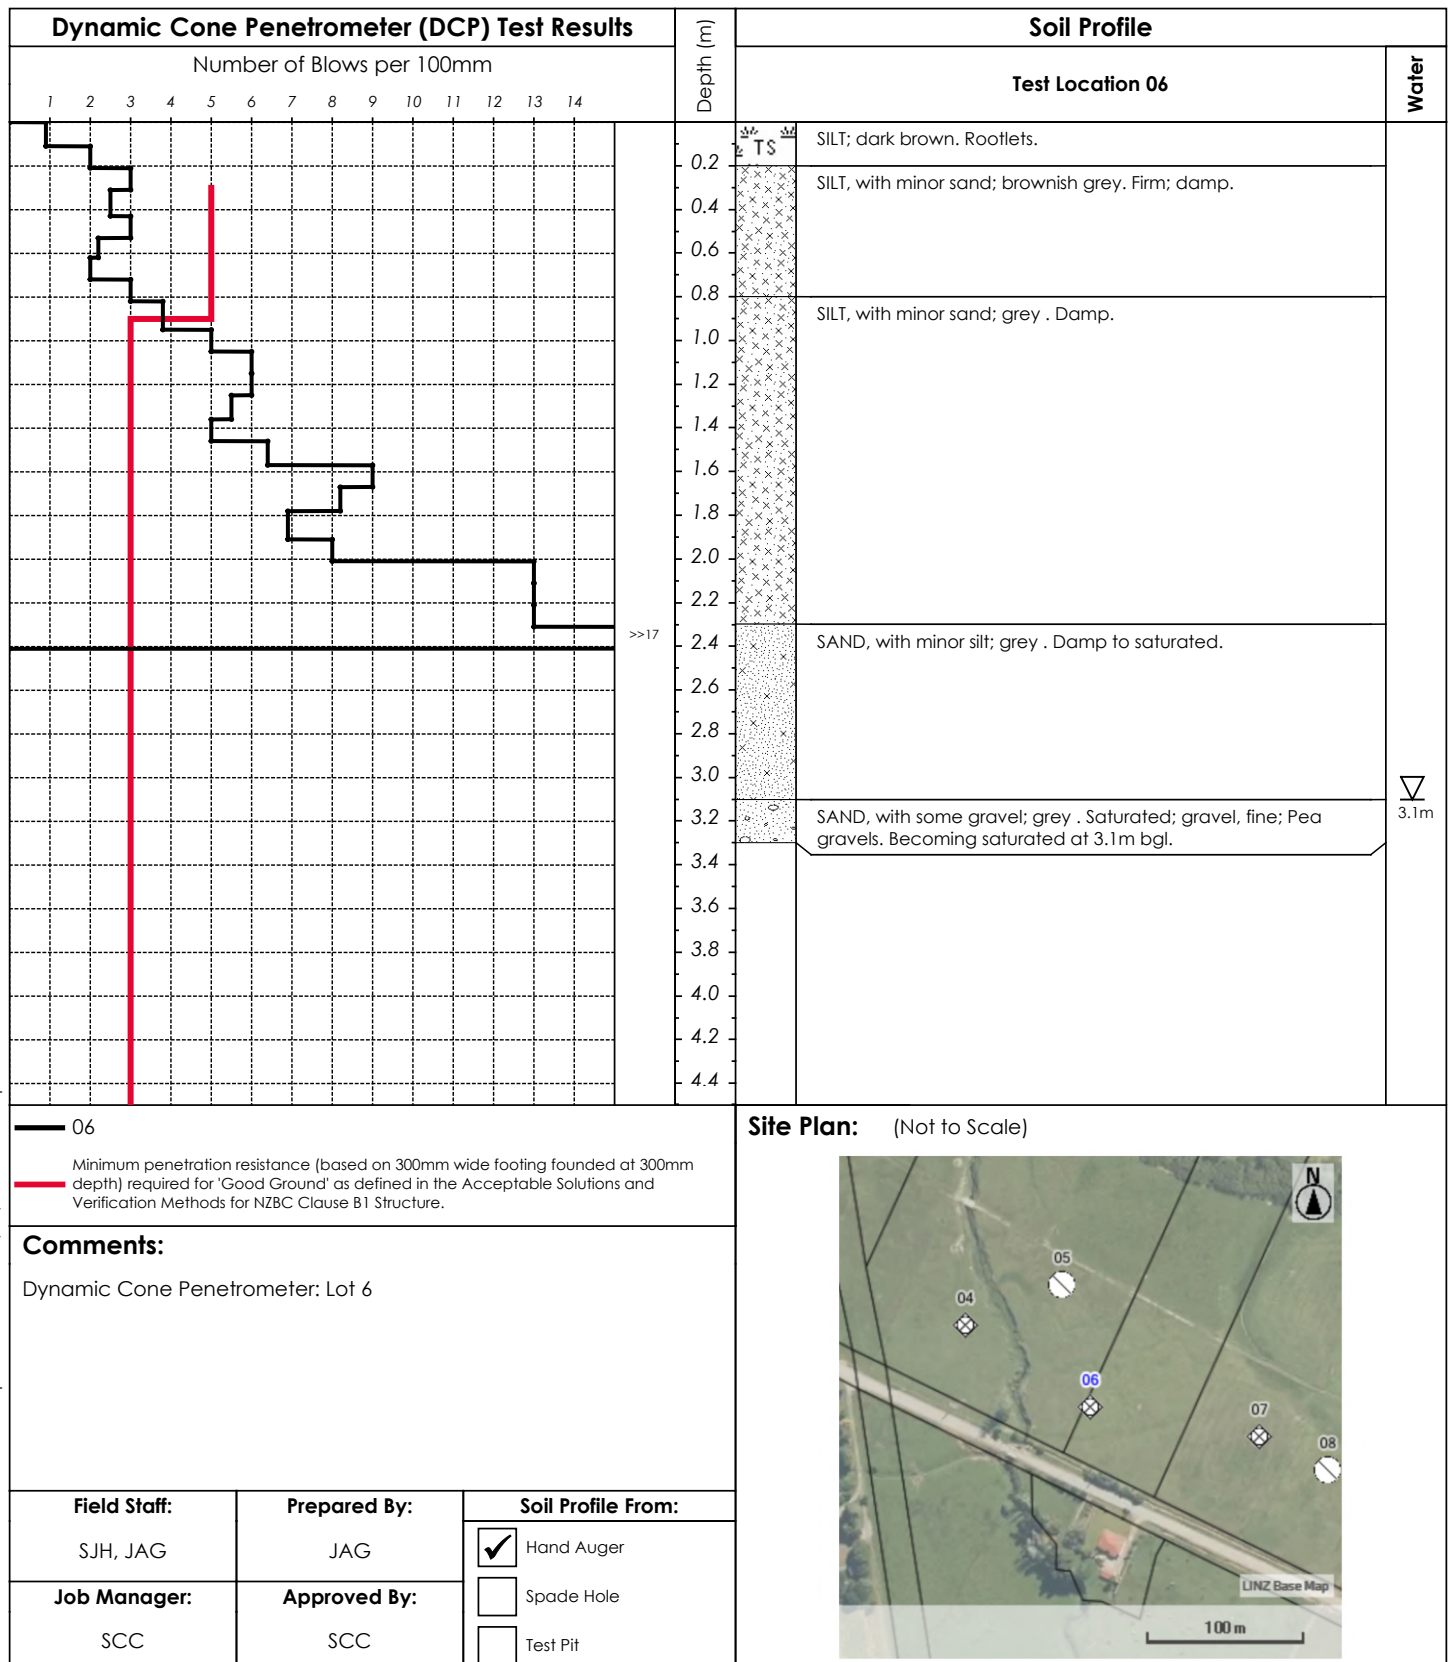 Dynamic Cone Penetrometer (DCP) Test Results
Number of Blows per 100mm
1 2 3 4 5 6 7 8 9 10 11 12 13 14
>>17
Depth (m)
0.2
0.4
0.6
0.8
1.0
1.2
1.4
1.6
1.8
2.0
2.2
2.4
2.6
2.8
3.0
3.2
3.4
3.6
3.8
4.0
4.2
4.4
Soil Profile
Test Location 06
Water
TS
SILT; dark brown. Rootlets.
SILT, with minor sand; brownish grey. Firm; damp.
SILT, with minor sand; grey . Damp.
SAND, with minor silt; grey . Damp to saturated.
SAND, with some gravel; grey . Saturated; gravel, fine; Pea
gravels. Becoming saturated at 3.1m bgl.
3.1m
06
Minimum penetration resistance (based on 300mm wide footing founded at 300mm
depth) required for 'Good Ground' as defined in the Acceptable Solutions and
Verification Methods for NZBC Clause B1 Structure.
Comments:
Dynamic Cone Penetrometer: Lot 6
Field Staff:
SJH, JAG
Prepared By:
JAG
Job Manager:
SCC
Approved By:
SCC
Soil Profile From:
Hand Auger
Spade Hole
Test Pit
Site Plan: (Not to Scale)
N
05
04
06
07
08
LINZ Base Map
100 m